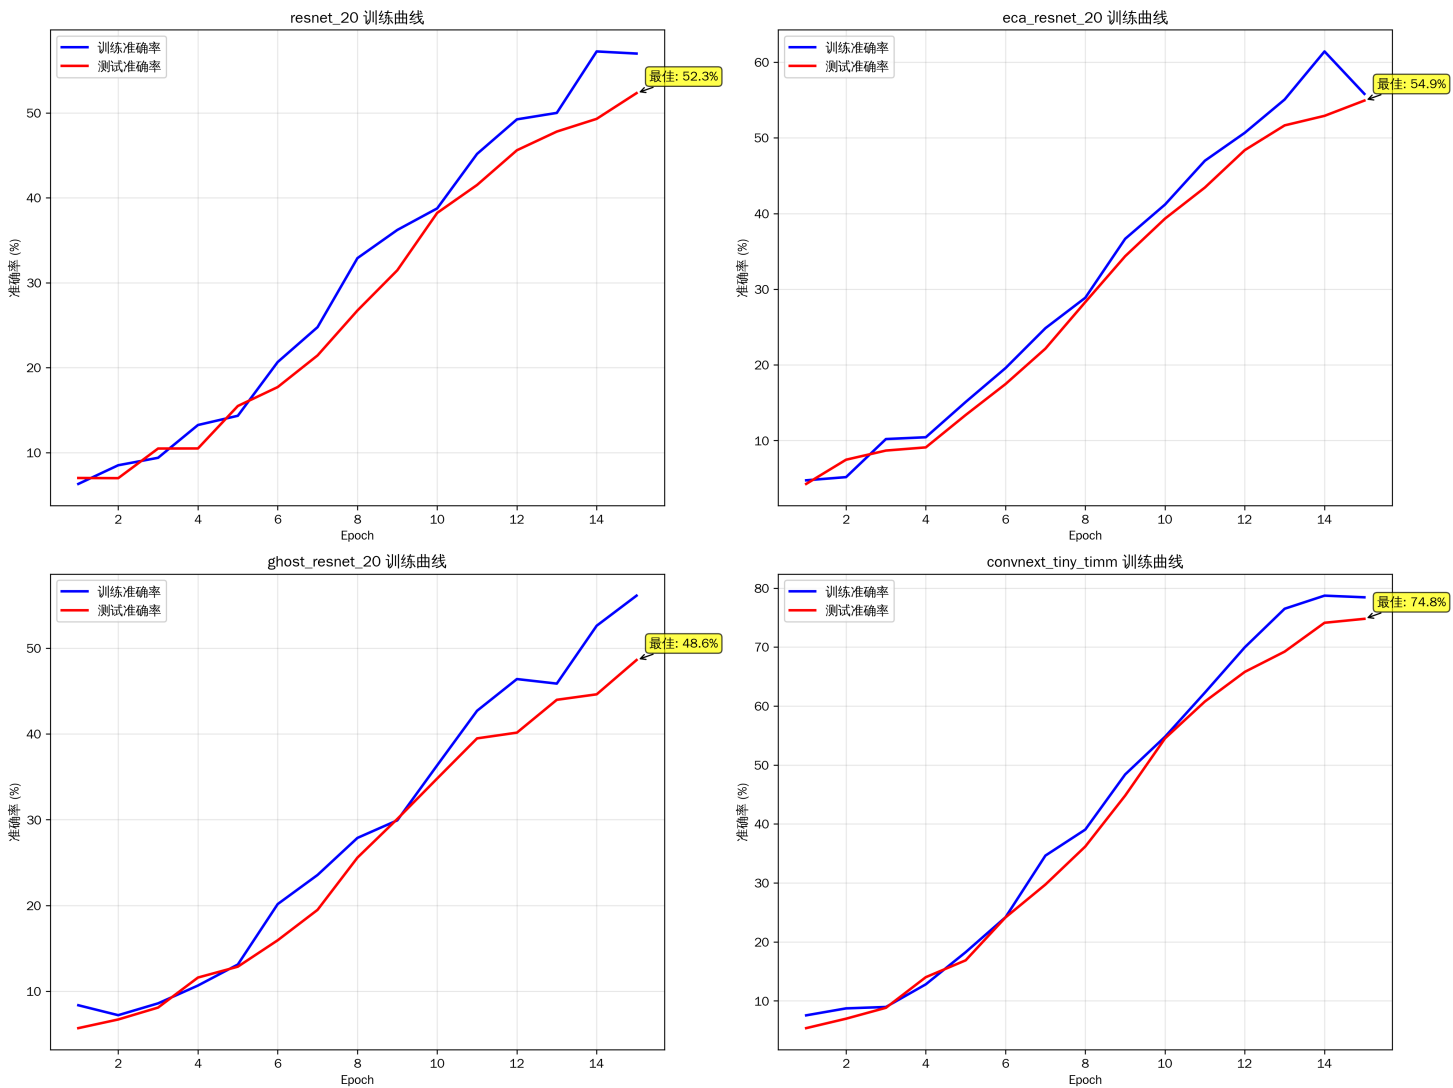 resnet_20 训练曲线
训练准确率
测试准确率
最佳: 52.3%
50
40
30
20
10
准确率 (%)
2 4 6 8 10 12 14
Epoch
eca_resnet_20 训练曲线
训练准确率
测试准确率
最佳: 54.9%
60
50
40
30
20
10
准确率 (%)
2 4 6 8 10 12 14
Epoch
ghost_resnet_20 训练曲线
训练准确率
测试准确率
最佳: 48.6%
50
40
30
20
10
准确率 (%)
2 4 6 8 10 12 14
Epoch
convnext_tiny_timm 训练曲线
训练准确率
测试准确率
最佳: 74.8%
80
70
60
50
40
30
20
10
准确率 (%)
2 4 6 8 10 12 14
Epoch